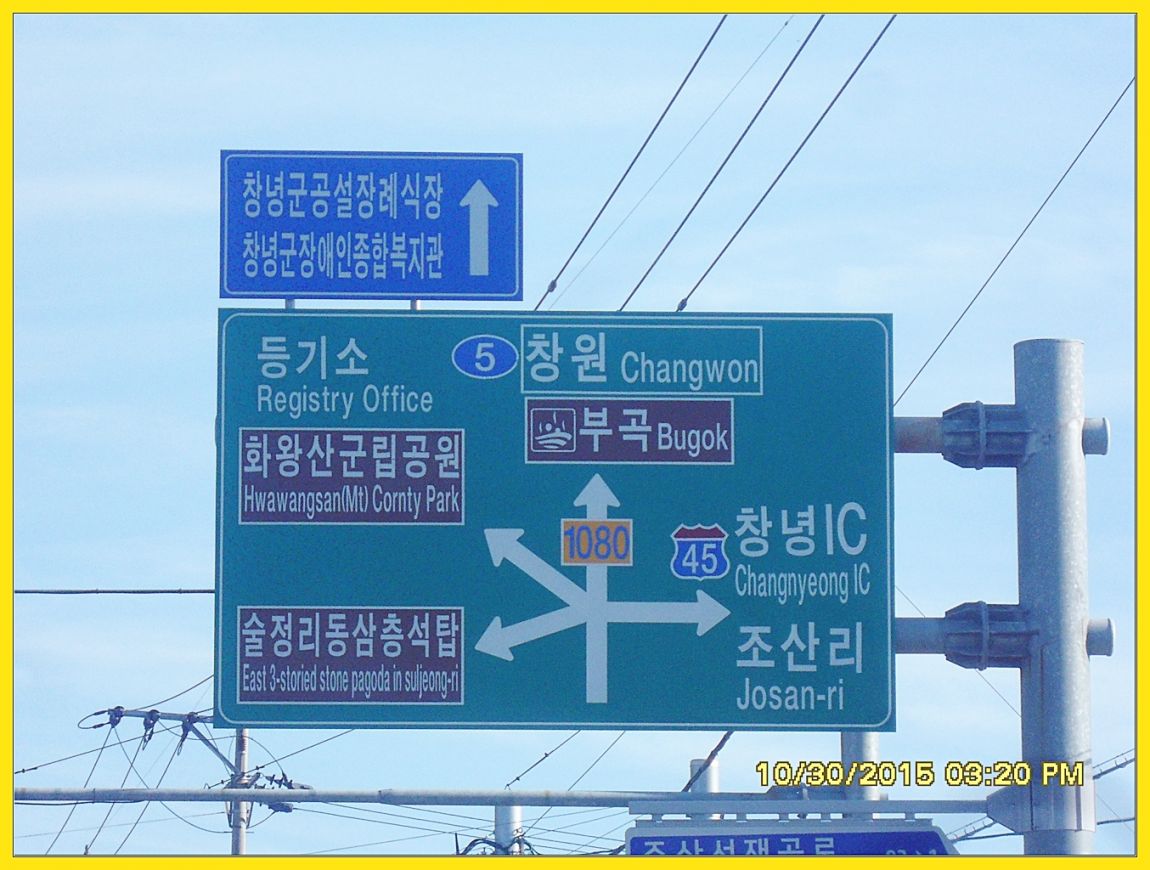 창녕군공설장례식장
창녕군장애인종합복지관
등기소
Registry Office
5
창원 Changwon
부곡 Bugok
화왕산군립공원
Hwawangsan(Mt) Cornty Park
1080
45
창녕IC
Changnyeong IC
술정리동삼층석탑
East 3-storied stone pagoda in suljeong-ri
조산리
Josan-ri
10/30/2015 03:20 PM